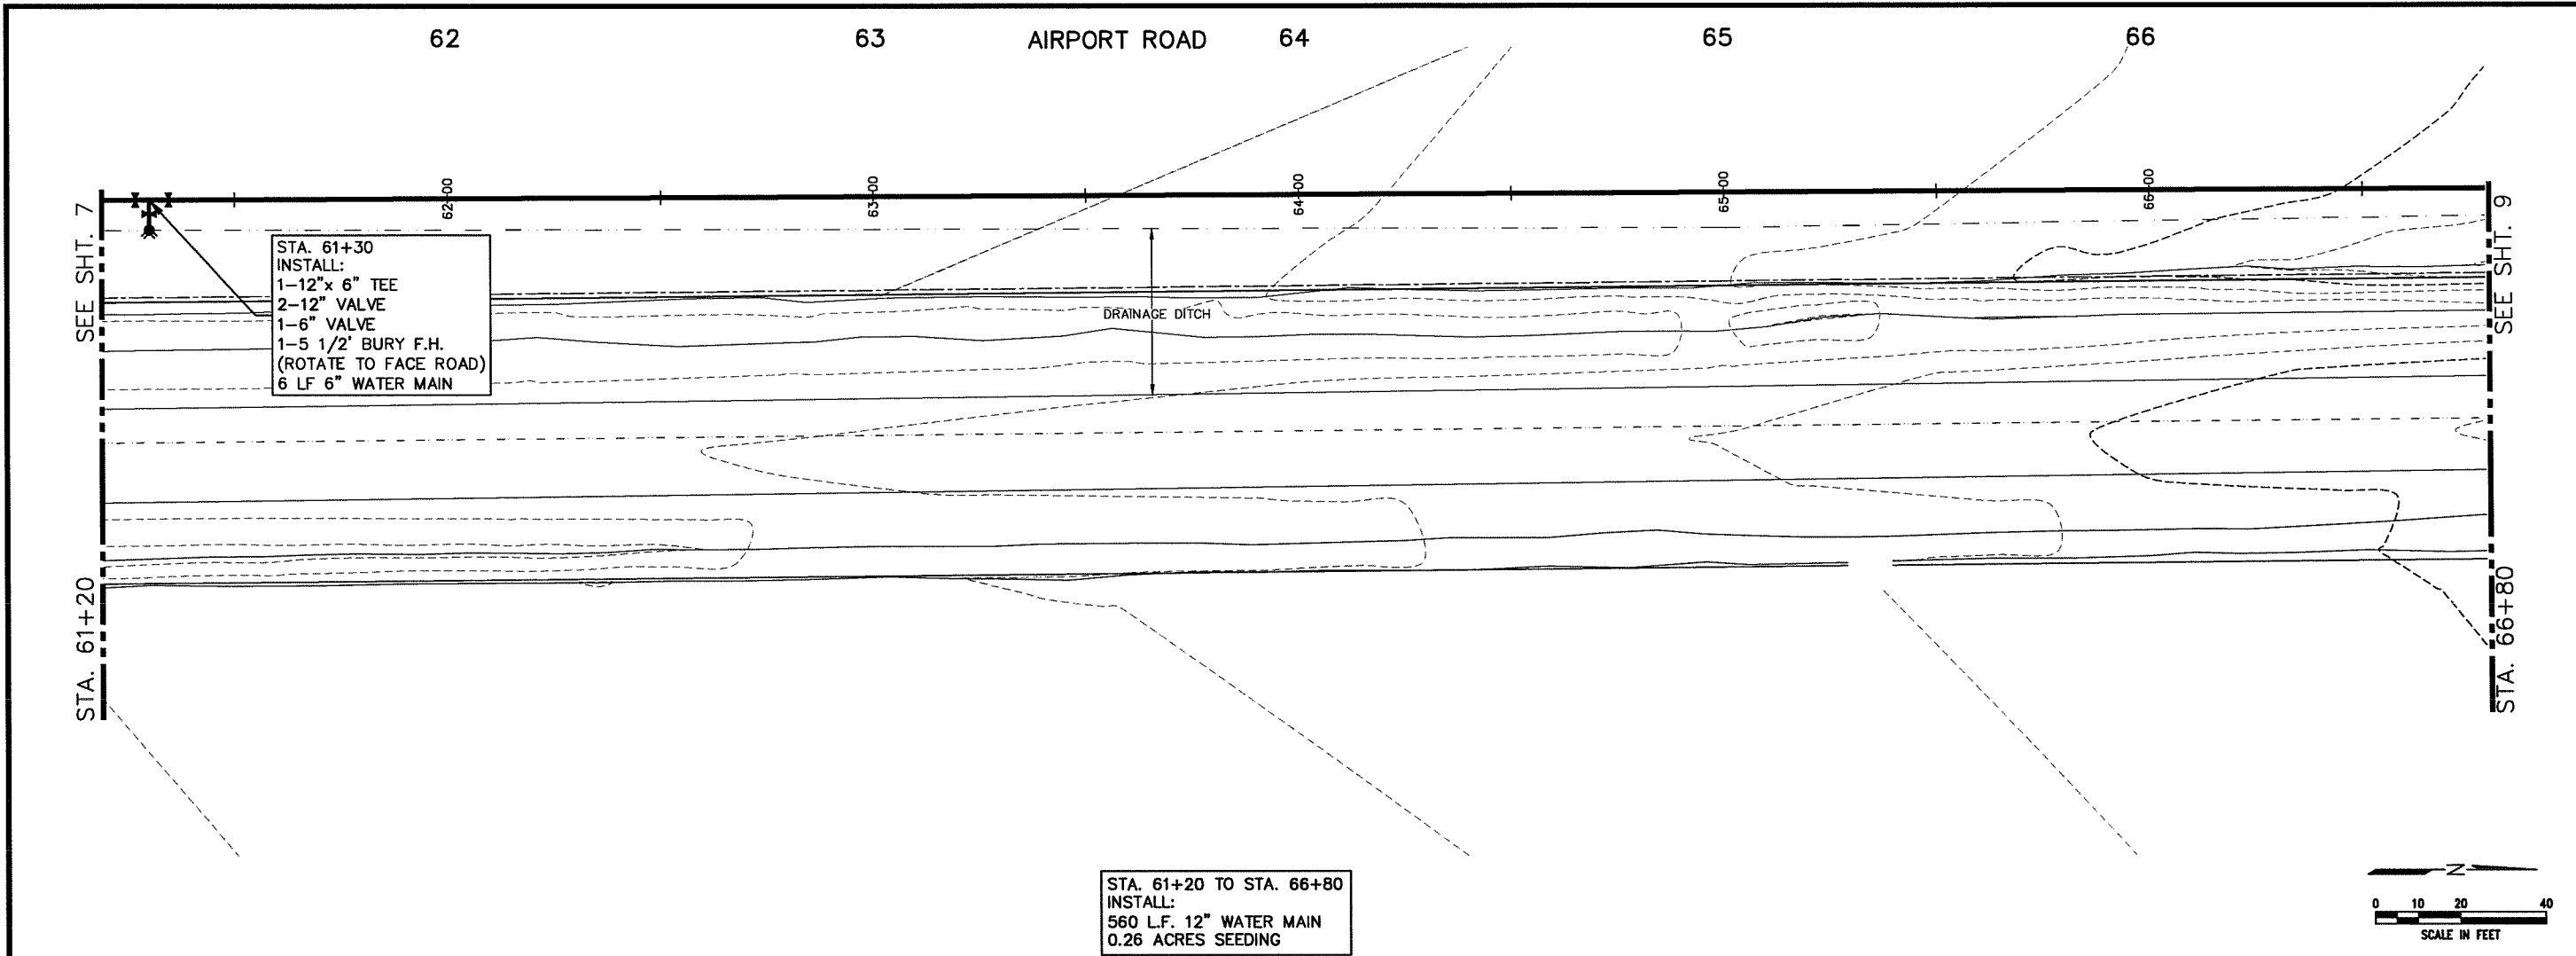 62 63 AIRPORT ROAD 64 65 66
62+00 63+00 64+00 65+00 66+00
SEE SHT. 7
STA. 61+20
STA. 61+30
INSTALL:
1-12"x 6" TEE
2-12" VALVE
1-6" VALVE
1-5 1/2' BURY F.H.
(ROTATE TO FACE ROAD)
6 LF 6" WATER MAIN
DRAINAGE DITCH
SEE SHT. 9
STA. 66+80
STA. 61+20 TO STA. 66+80
INSTALL:
560 L.F. 12" WATER MAIN
0.26 ACRES SEEDING
N
0 10 20 40
SCALE IN FEET